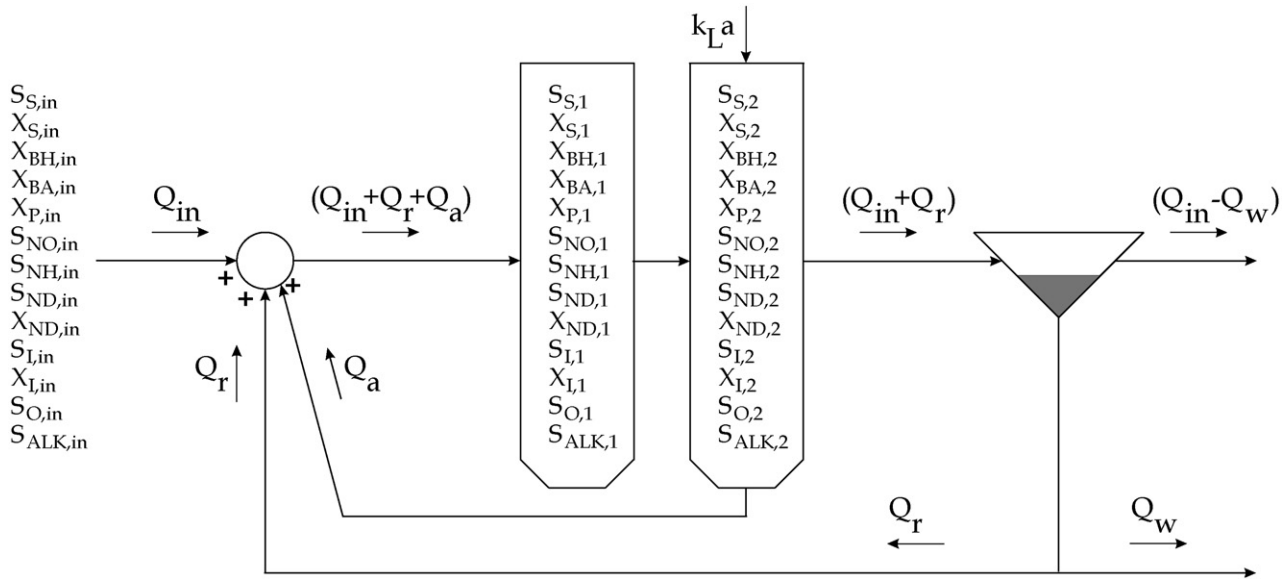 k_La
S_S,in
X_S,in
X_BH,in
X_BA,in
X_P,in
S_NO,in
S_NH,in
S_ND,in
X_ND,in
S_I,in
X_I,in
S_O,in
S_ALK,in
Q_in
(Q_in+Q_r+Q_a)
+
+
+
Q_r
Q_a
S_S,1
X_S,1
X_BH,1
X_BA,1
X_P,1
S_NO,1
S_NH,1
S_ND,1
X_ND,1
S_I,1
X_I,1
S_O,1
S_ALK,1
S_S,2
X_S,2
X_BH,2
X_BA,2
X_P,2
S_NO,2
S_NH,2
S_ND,2
X_ND,2
S_I,2
X_I,2
S_O,2
S_ALK,2
(Q_in+Q_r)
(Q_in-Q_w)
Q_r
Q_w